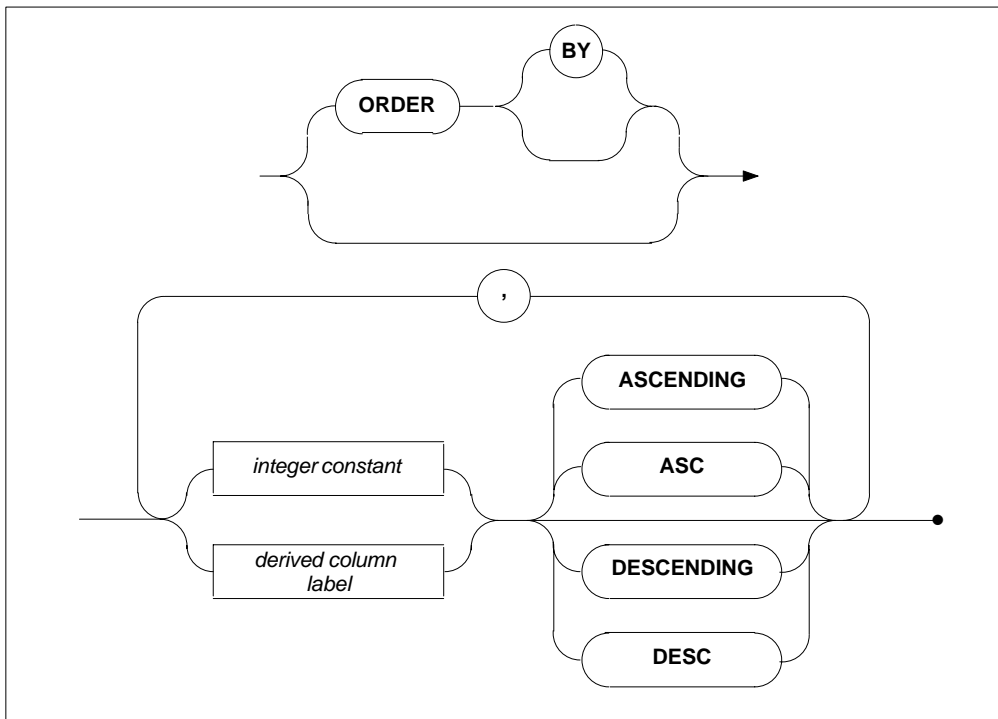 BY
ORDER
,
ASCENDING
integer constant
ASC
derived column
label
DESCENDING
DESC